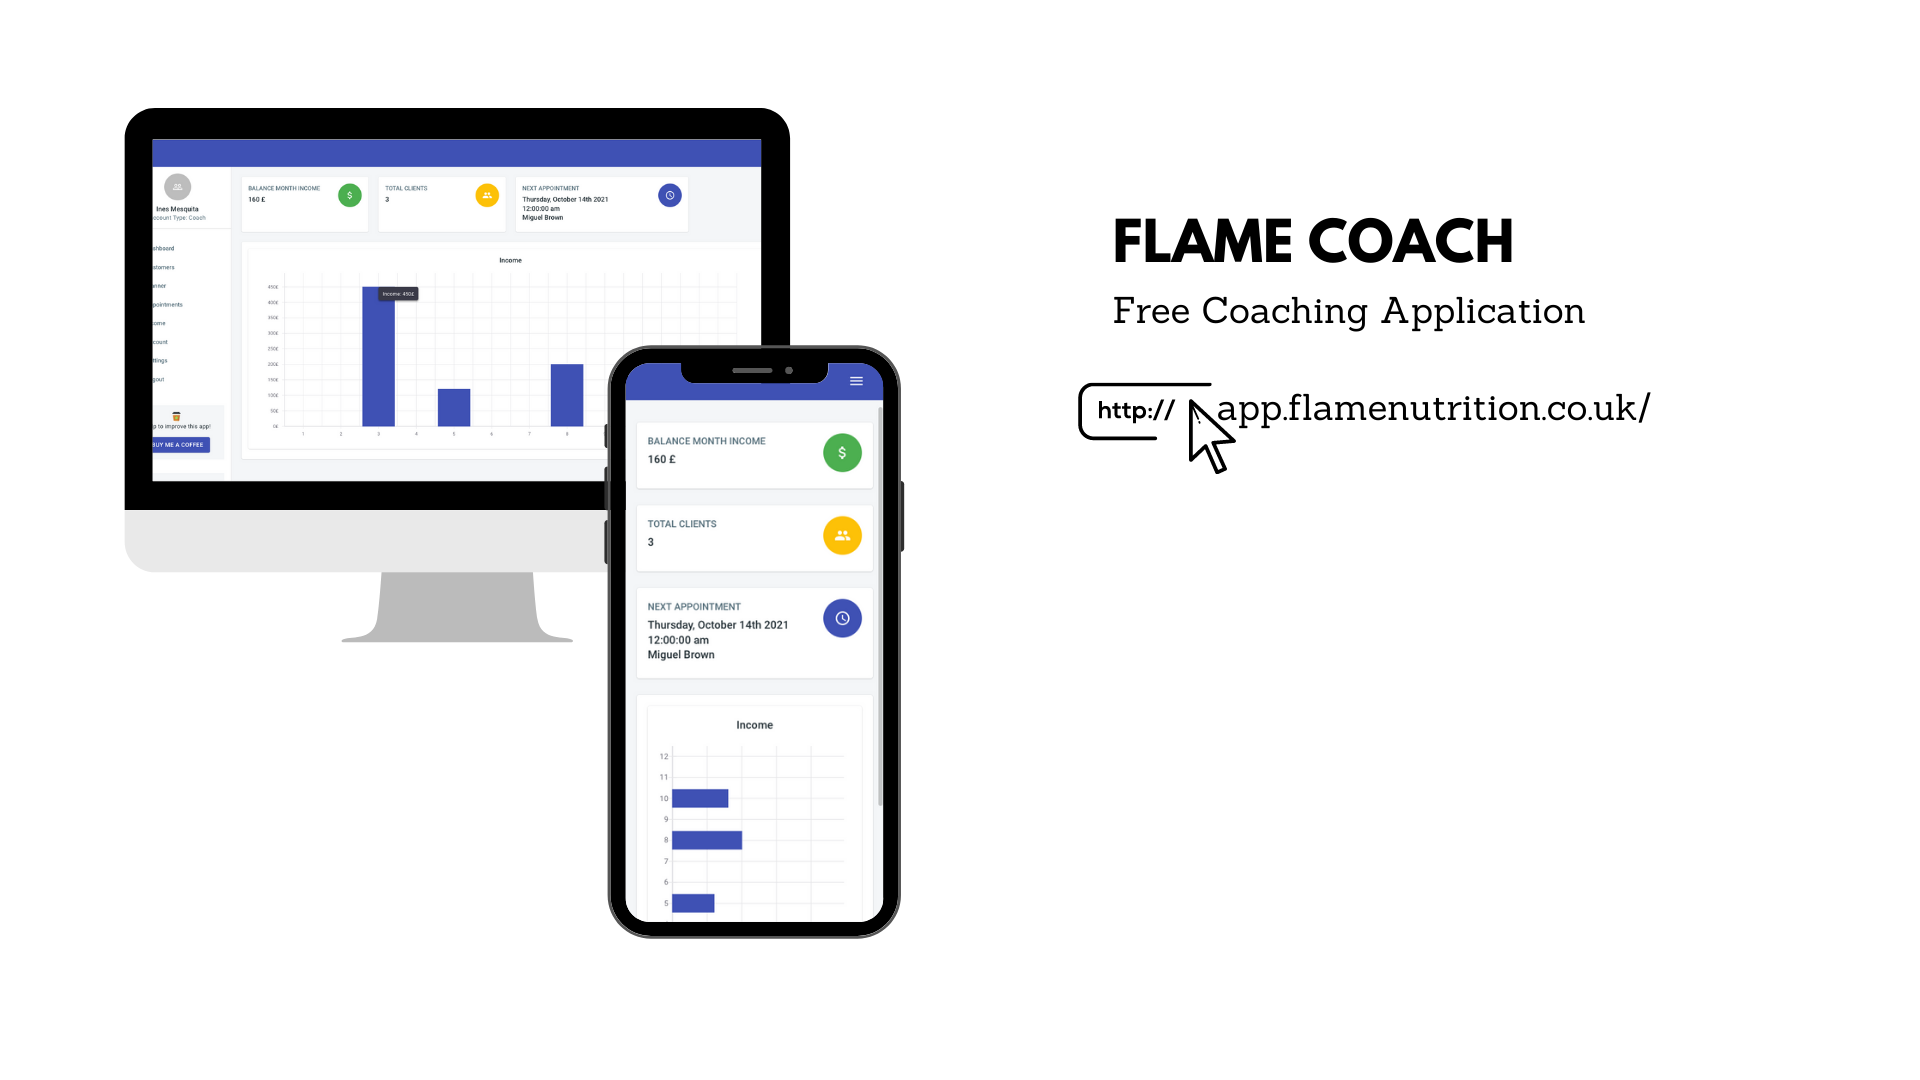 BALANCE MONTH INCOME
160 £
TOTAL CLIENTS
3
NEXT APPOINTMENT
Thursday, October 14th 2021
12:00:00 am
Miguel Brown
Ines Mesquita
ccount Type: Coach
shboard
stomers
nner
pointments
ome
count
ttings
gout
p to improve this app!
BUY ME A COFFEE
Income
Income: 450£
450£
400£
350£
300£
250£
200£
150£
100£
50£
0£
1 2 3 4 5 6 7 8
BALANCE MONTH INCOME
160 £
TOTAL CLIENTS
3
NEXT APPOINTMENT
Thursday, October 14th 2021
12:00:00 am
Miguel Brown
Income
12
11
10
9
8
7
6
5
FLAME COACH
Free Coaching Application
http:// app.flamenutrition.co.uk/